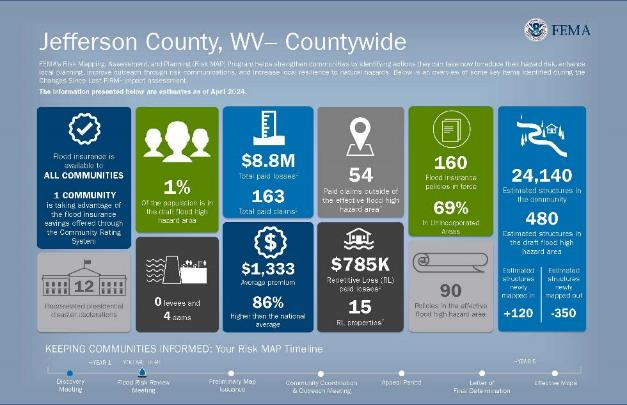 FEMA
Jefferson County, WV– Countywide
FEMA's Risk Mapping, Assessment, and Planning (Risk MAP) Program helps strengthen communities by identifying actions they can take now to reduce their hazard risk, enhance
local planning, improve outreach through risk communications, and increase local resilience to natural hazards. Below is an overview of some key items identified during the
Changes Since Last FIRM– impact assessment.
The information presented below are estimates as of April 2024.
Flood insurance is
available to
ALL COMMUNITIES
1 COMMUNITY
is taking advantage of
the flood insurance
savings offered through
the Community Rating
System
12
presidential
disaster declarations
1%
Of the population is in
the draft flood high
hazard area
0 levees and
4 dams
$8.8M
Total paid losses
163
Total paid claims
$1,333
Average premium
86%
higher than the national
average
54
Paid claims outside of
the effective flood high
hazard area
$785K
Repetitive Loss (RL)
paid losses
15
RL properties
160
Flood insurance
policies in force
69%
In Unincorporated
Areas
90
Policies in the effective
flood high hazard area
24,140
Estimated structures in
the community
480
Estimated structures in
the draft flood high
hazard area
Estimated
structures
newly
mapped in
+120
Estimated
structures
newly
mapped out
-350
KEEPING COMMUNITIES INFORMED: Your Risk MAP Timeline
~YEAR 1
YOU ARE HERE
~YEAR 5
Discovery
Meeting
Flood Risk Review
Meeting
Preliminary Map
Issuance
Community Coordination
& Outreach Meeting
Appeal Period
Letter of
Final Determination
Effective Maps